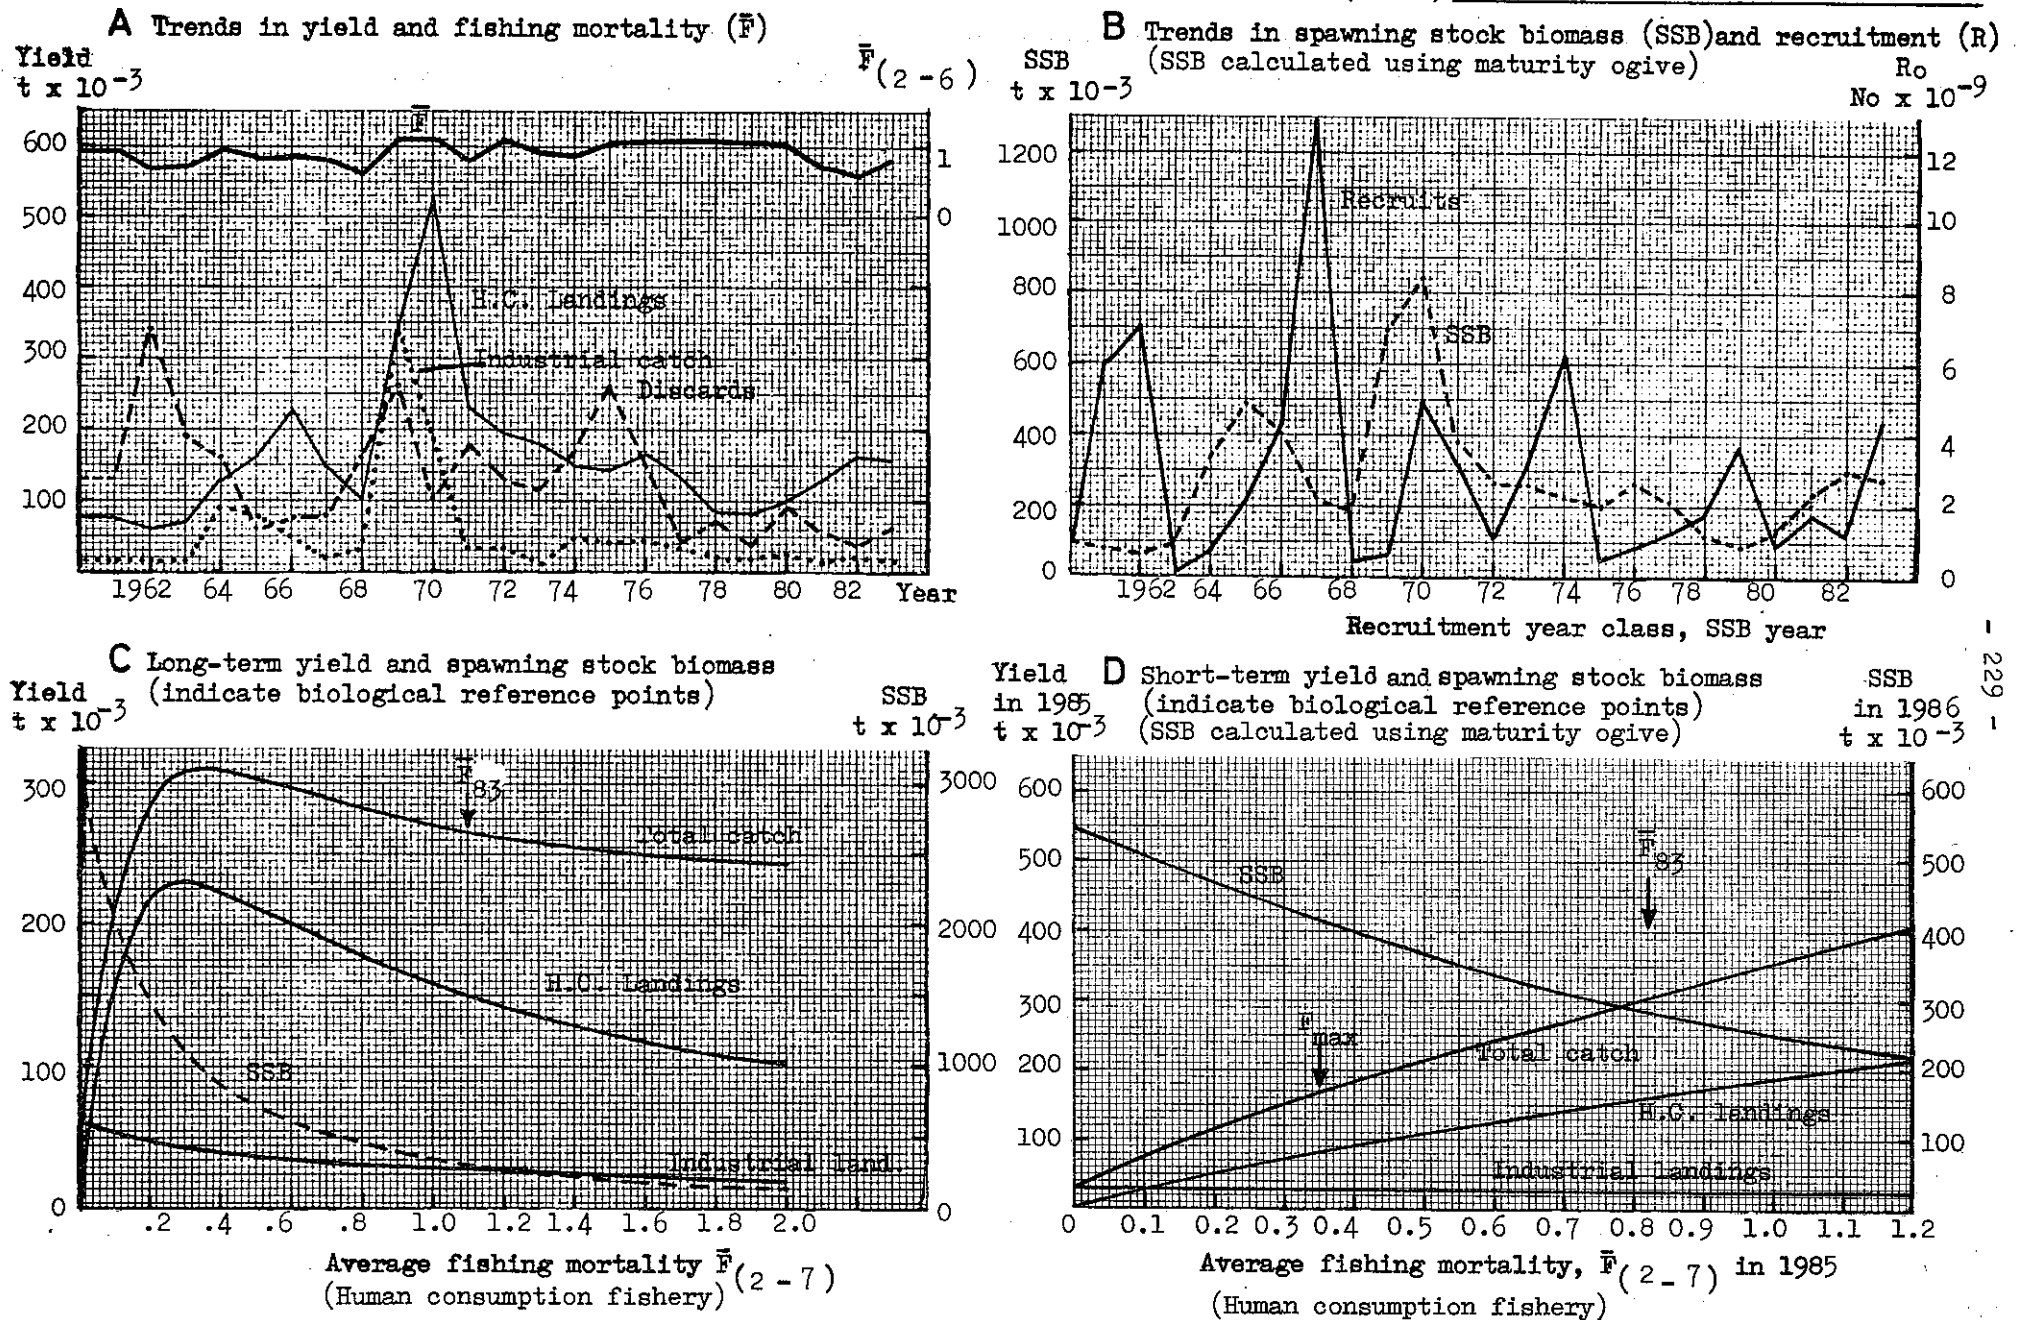 A Trends in yield and fishing mortality (F̄)
Yield
t x 10-3
F̄(2 - 6)
F̄
600
500
400
300
200
100
1
0
H.C. Landings
Industrial catch
Discards
1962 64 66 68 70 72 74 76 78 80 82 Year
B Trends in spawning stock biomass (SSB)and recruitment (R)
(SSB calculated using maturity ogive)
SSB
t x 10-3
Ro
No x 10-9
1200
1000
800
600
400
200
0
12
10
8
6
4
2
0
Recruits
SSB
1962 64 66 68 70 72 74 76 78 80 82
Recruitment year class, SSB year
- 229 -
C Long-term yield and spawning stock biomass
(indicate biological reference points)
Yield
t x 10-3
SSB
t x 10-3
300
200
100
0
3000
2000
1000
0
F̄83
Total catch
H.C. Landings
SSB
Industrial land.
.2 .4 .6 .8 1.0 1.2 1.4 1.6 1.8 2.0
Average fishing mortality F̄(2 - 7)
(Human consumption fishery)
D Short-term yield and spawning stock biomass
(indicate biological reference points)
(SSB calculated using maturity ogive)
Yield
in 1985
t x 10-3
SSB
in 1986
t x 10-3
600
500
400
300
200
100
600
500
400
300
200
100
SSB
F̄83
Fmax
Total catch
H.C. landings
Industrial landings
0 0.1 0.2 0.3 0.4 0.5 0.6 0.7 0.8 0.9 1.0 1.1 1.2
Average fishing mortality, F̄(2 - 7) in 1985
(Human consumption fishery)